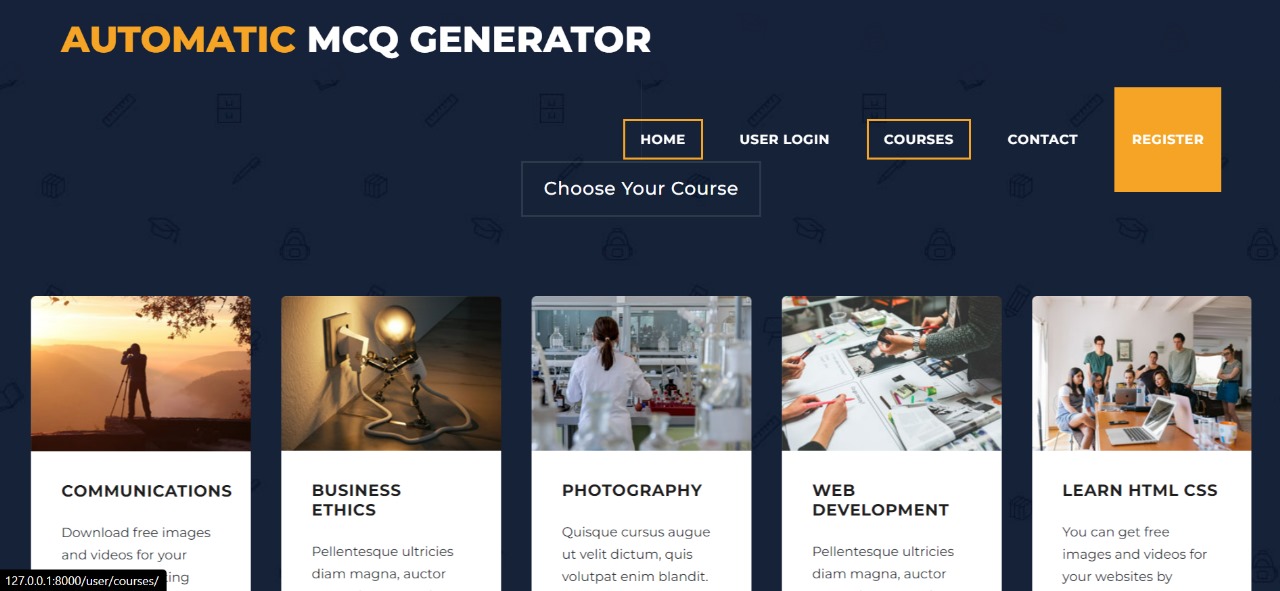 AUTOMATIC MCQ GENERATOR
HOME USER LOGIN COURSES CONTACT REGISTER
Choose Your Course
COMMUNICATIONS
Download free images
and videos for your
BUSINESS
ETHICS
Pellentesque ultricies
diam magna, auctor
PHOTOGRAPHY
Quisque cursus augue
ut velit dictum, quis
volutpat enim blandit.
WEB
DEVELOPMENT
Pellentesque ultricies
diam magna, auctor
LEARN HTML CSS
You can get free
images and videos for
your websites by
127.0.0.1:8000/user/courses/